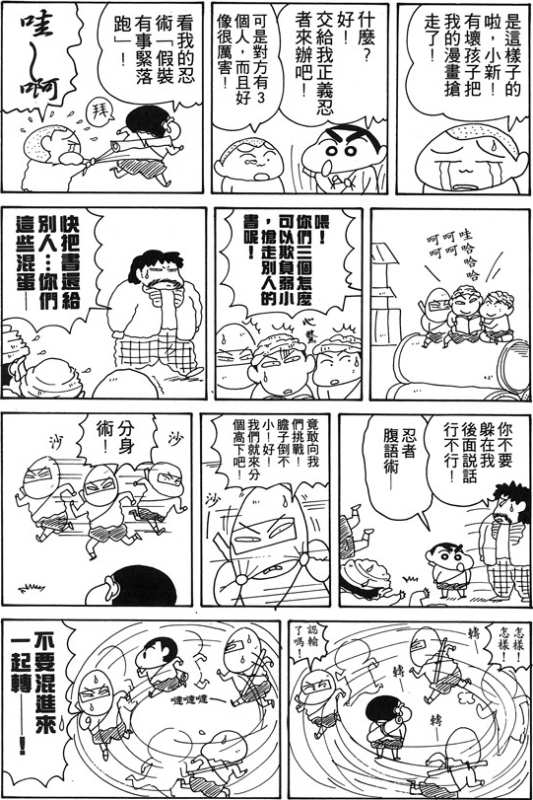 是這樣子的
啦，小新！
有壞孩子把
我的漫畫搶
走了！
什麼？
好！
交給我正義忍
者來辦吧！
可是對方有3
個人，而且好
像很厲害！
看我的忍
術「假裝
有事緊落
跑」！
拜
哇～啊
哇哈哈哈
呵呵呵
呵呵
喂！
你們三個怎麼
可以欺負弱小
，搶走別人的
書呢！
心驚
快把書還給
別人…你們
這些混蛋—
你不要
躲在我
後面說話
行不行！
忍者
腹語術—
竟敢向我
們挑戰！
膽子倒不
小！好！
我們就來分
個高下吧！
沙
沙
分身
術！
沙
怎樣！
怎樣！
轉—
轉—
轉—
認輸
了嗎！
噠噠噠—
不要混進來
一起轉——！